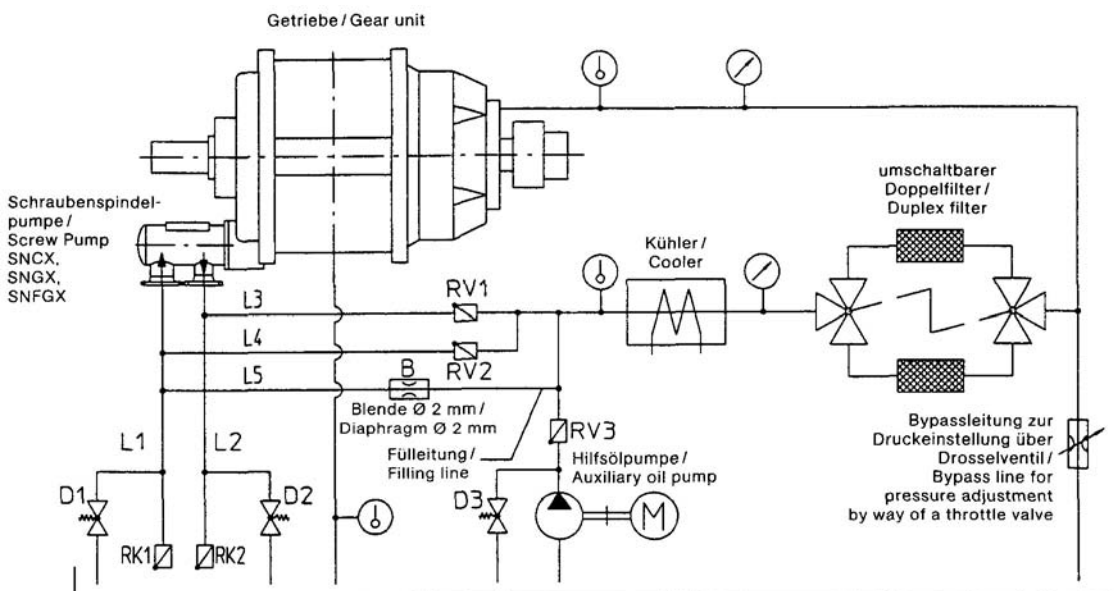 Getriebe / Gear unit
Schraubenspindel-
pumpe /
Screw Pump
SNCX,
SNGX,
SNFGX
umschaltbarer
Doppelfilter /
Duplex filter
Kühler /
Cooler
L3
RV1
L4
RV2
L5
B
Blende Ø 2 mm /
Diaphragm Ø 2 mm
RV3
L1
L2
Fülleitung /
Filling line
Hilfsölpumpe /
Auxiliary oil pump
Bypassleitung zur
Druckeinstellung über
Drosselventil /
Bypass line for
pressure adjustment
by way of a throttle valve
D1
D2
D3
M
RK1
RK2